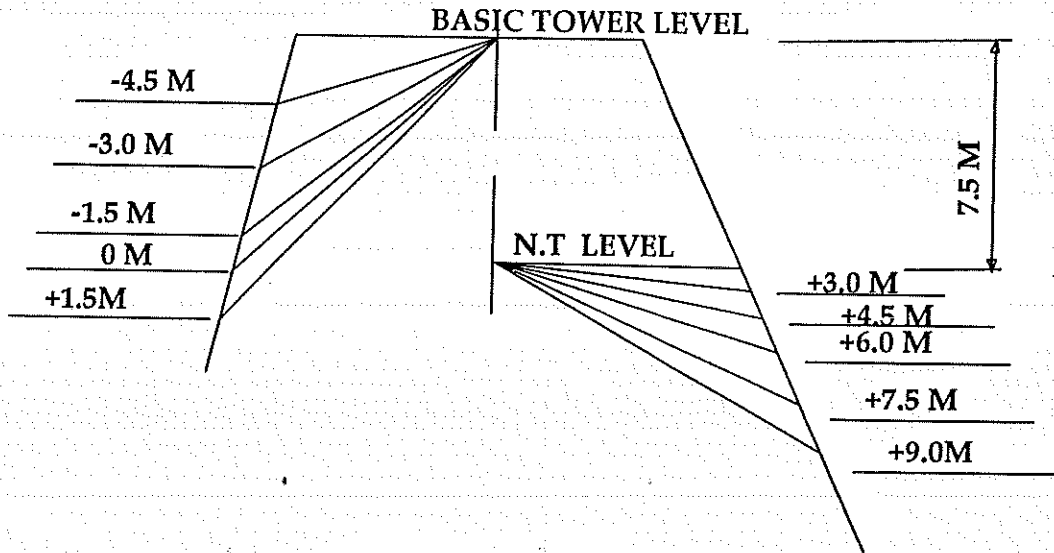 BASIC TOWER LEVEL
-4.5 M
-3.0 M
-1.5 M
0 M
+1.5M
7.5 M
N.T LEVEL
+3.0 M
+4.5 M
+6.0 M
+7.5 M
+9.0M